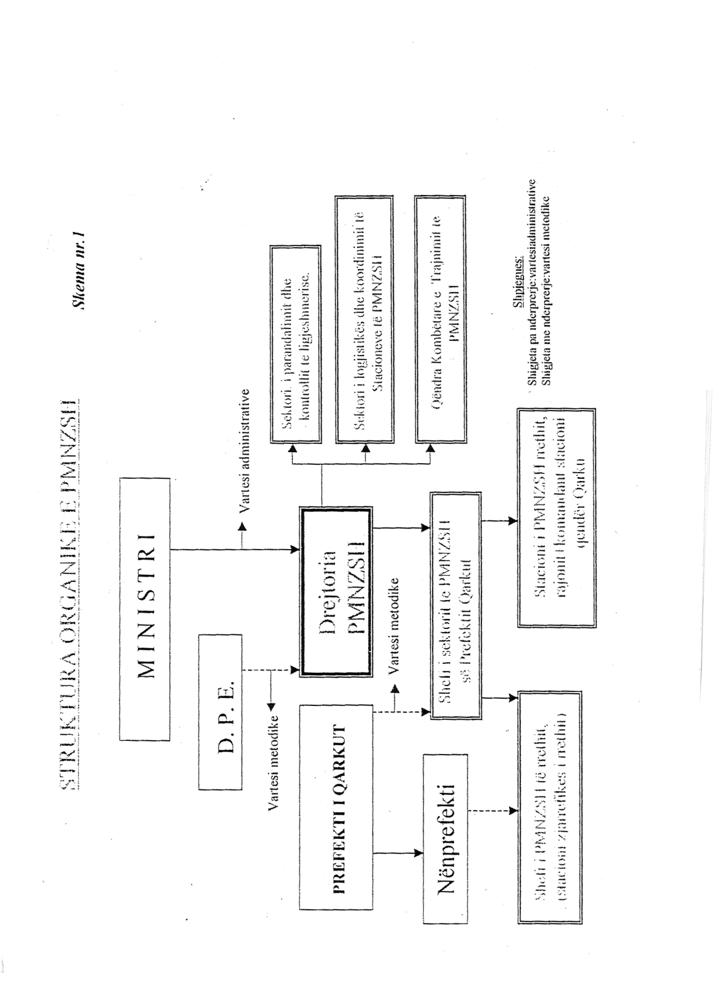 Skema nr.1
STRUKTURA ORGANIKE E PMNZSH
MINISTRI
D. P. E.
Vartesi administrative
Vartesi metodike
Drejtoria
PMNZSH
Sektori i parandalimit dhe
kontrollit te ligjeshmerise.
Sektori i logjistikës dhe koordinimit të
Stacioneve të PMNZSH
Qëndra Kombëtare e Trajnimit te
PMNZSH
PREFEKTI I QARKUT
Vartesi metodike
Shefi i sektorit te PMNZSH
së Prefektit Qarkut
Nënprefekti
Shefi i PMNZSH të rrethit,
(stacioni zjarrefikes i rrethit)
Stacioni i PMNZSH rrethit,
rajonit+komandant stacioni
qendër Qarku
Shpjegues:
Shigjeta pa nderprerje:vartesiadministrative
Shigjeta me nderprerje:vartesi metodike